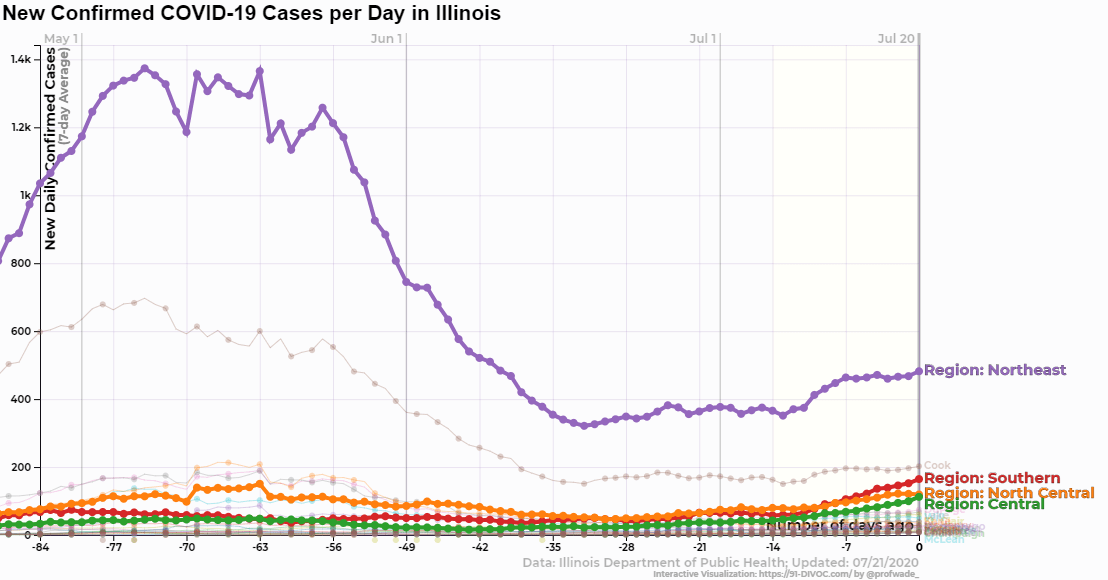 New Confirmed COVID-19 Cases per Day in Illinois
May 1
Jun 1
Jul 1
Jul 20
New Daily Confirmed Cases
(7-day Average)
1.4k
1.2k
1k
800
600
400
200
0
Region: Northeast
Cook
Region: Southern
Region: North Central
Region: Central
McLean
Number of days ago
-84
-77
-70
-63
-56
-49
-42
-35
-28
-21
-14
-7
0
Data: Illinois Department of Public Health; Updated: 07/21/2020
Interactive Visualization: https://91-DIVOC.com/ by @profwade_